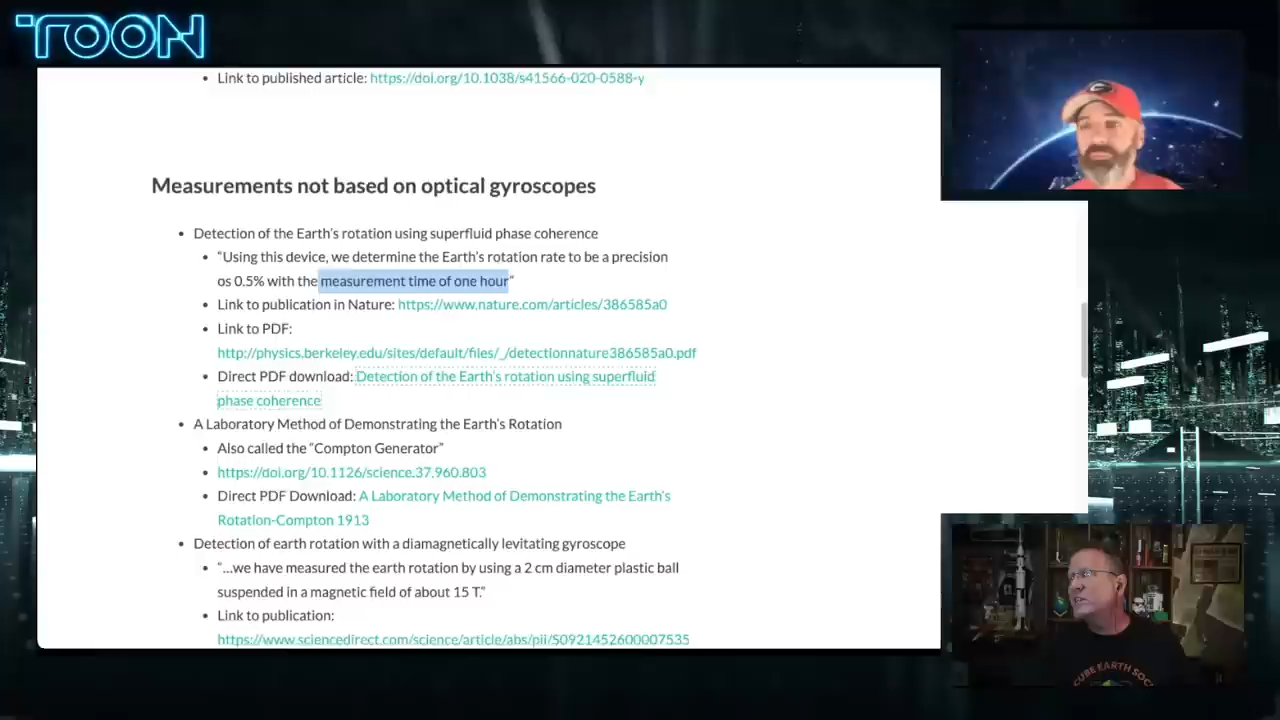 TOON
Link to published article: https://doi.org/10.1038/s41566-020-0588-y
Measurements not based on optical gyroscopes
Detection of the Earth's rotation using superfluid phase coherence
"Using this device, we determine the Earth's rotation rate to be a precision
os 0.5% with the measurement time of one hour"
Link to publication in Nature: https://www.nature.com/articles/386585a0
Link to PDF:
http://physics.berkeley.edu/sites/default/files/_/detectionnature386585a0.pdf
Direct PDF download: Detection of the Earth's rotation using superfluid
phase coherence
A Laboratory Method of Demonstrating the Earth's Rotation
Also called the "Compton Generator"
https://doi.org/10.1126/science.37.960.803
Direct PDF Download: A Laboratory Method of Demonstrating the Earth's
Rotation-Compton 1913
Detection of earth rotation with a diamagnetically levitating gyroscope
"…we have measured the earth rotation by using a 2 cm diameter plastic ball
suspended in a magnetic field of about 15 T."
Link to publication:
https://www.sciencedirect.com/science/article/abs/pii/S0921452600007535
CUBE EARTH SOC